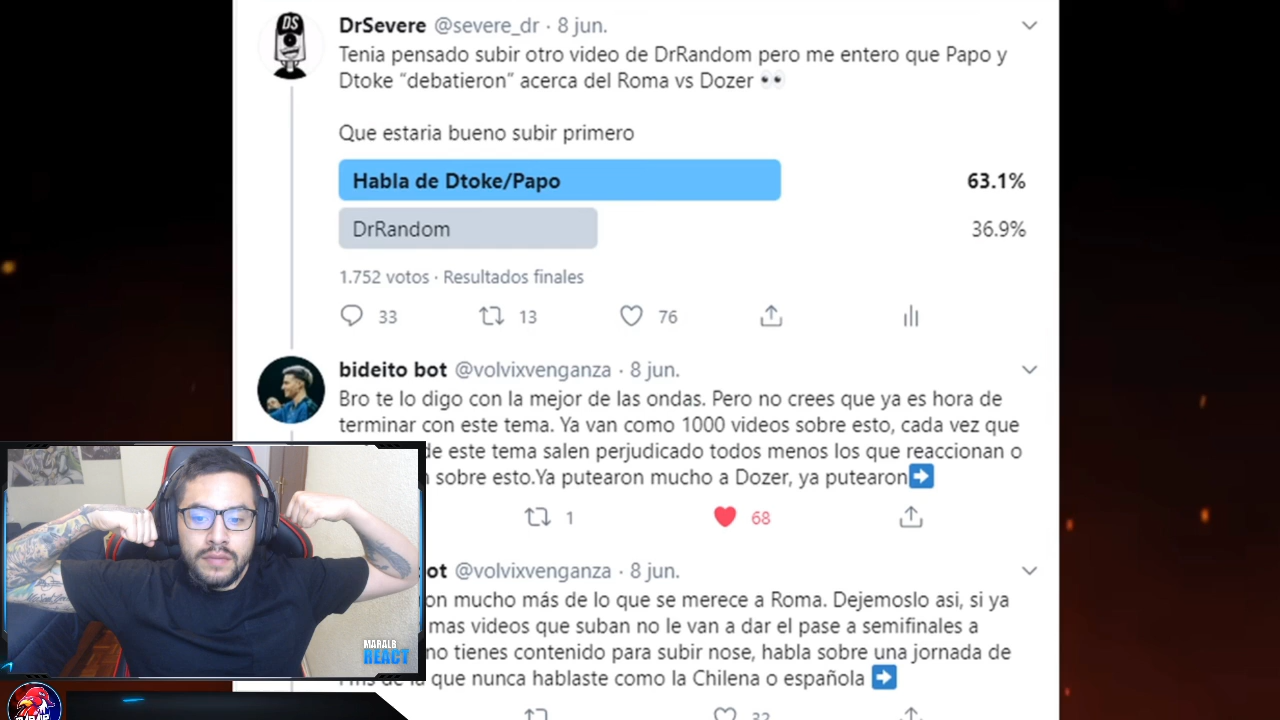 DS
DrSevere @severe_dr · 8 jun.
Tenia pensado subir otro video de DrRandom pero me entero que Papo y
Dtoke “debatieron” acerca del Roma vs Dozer 👀
Que estaria bueno subir primero
Habla de Dtoke/Papo 63.1%
DrRandom 36.9%
1.752 votos · Resultados finales
33 13 76
bideito bot @volvixvenganza · 8 jun.
Bro te lo digo con la mejor de las ondas. Pero no crees que ya es hora de
terminar con este tema. Ya van como 1000 videos sobre esto, cada vez que
de este tema salen perjudicado todos menos los que reaccionan o
sobre esto.Ya putearon mucho a Dozer, ya putearon➡
1 68
ot @volvixvenganza · 8 jun.
on mucho más de lo que se merece a Roma. Dejemoslo asi, si ya
mas videos que suban no le van a dar el pase a semifinales a
no tienes contenido para subir nose, habla sobre una jornada de
la que nunca hablaste como la Chilena o española ➡
32
MARALB
REACT